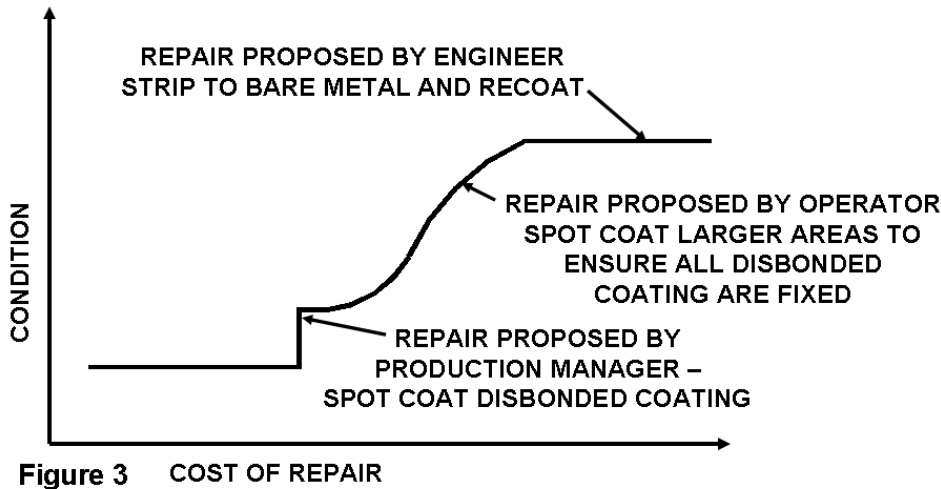 REPAIR PROPOSED BY ENGINEER
STRIP TO BARE METAL AND RECOAT
REPAIR PROPOSED BY OPERATOR
SPOT COAT LARGER AREAS TO
ENSURE ALL DISBONDED
COATING ARE FIXED
CONDITION
REPAIR PROPOSED BY
PRODUCTION MANAGER –
SPOT COAT DISBONDED COATING
Figure 3 COST OF REPAIR